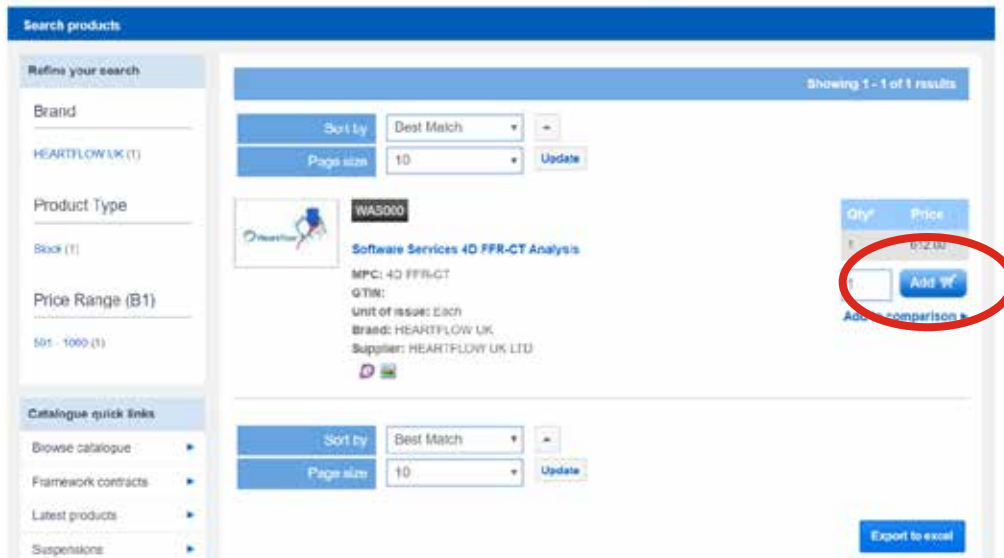 Search products
Refine your search
Brand
HEARTFLOW UK (1)
Product Type
Stock (1)
Price Range (B1)
501 - 1000 (1)
Catalogue quick links
Browse catalogue
Framework contracts
Latest products
Suspensions
Showing 1 - 1 of 1 results
Sort by Best Match
Page size 10 Update
HeartFlow
WAS000
Software Services 4D FFR-CT Analysis
MPC: 4D FFR-CT
GTIN:
Unit of issue: Each
Brand: HEARTFLOW UK
Supplier: HEARTFLOW UK LTD
Qty* Price
1 612.00
1 Add
Add to comparison
Sort by Best Match
Page size 10 Update
Export to excel